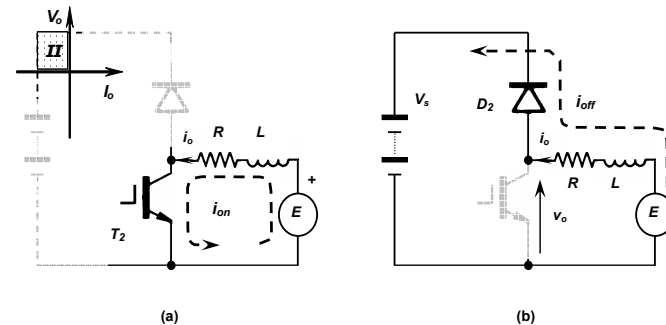 V_o
II
I_o
R
L
i_o
+
i_on
E
T_2
(a)
V_s
D_2
i_off
i_o
R
L
E
v_o
(b)